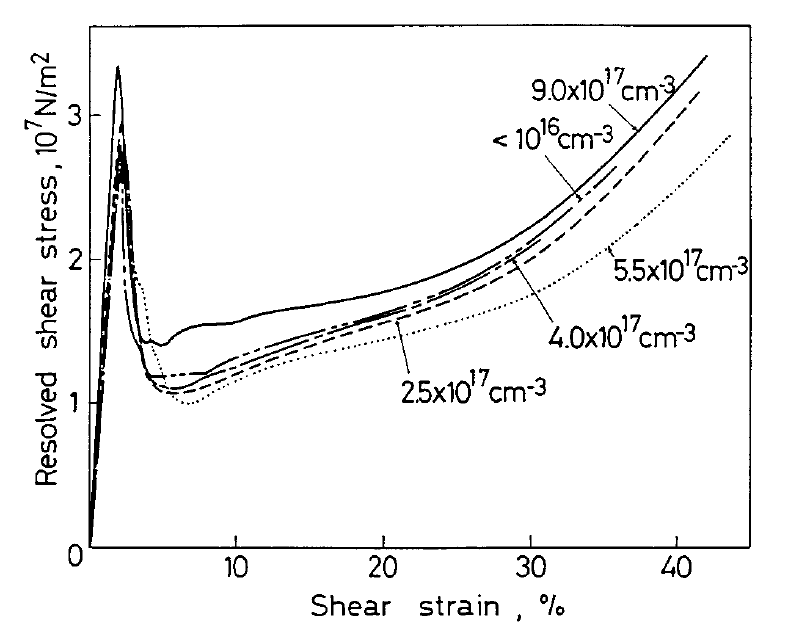 Resolved shear stress, 10⁷N/m²
3
2
1
0
9.0x10¹⁷cm⁻³
< 10¹⁶cm⁻³
5.5x10¹⁷cm⁻³
4.0x10¹⁷cm⁻³
2.5x10¹⁷cm⁻³
10 20 30 40
Shear strain , %